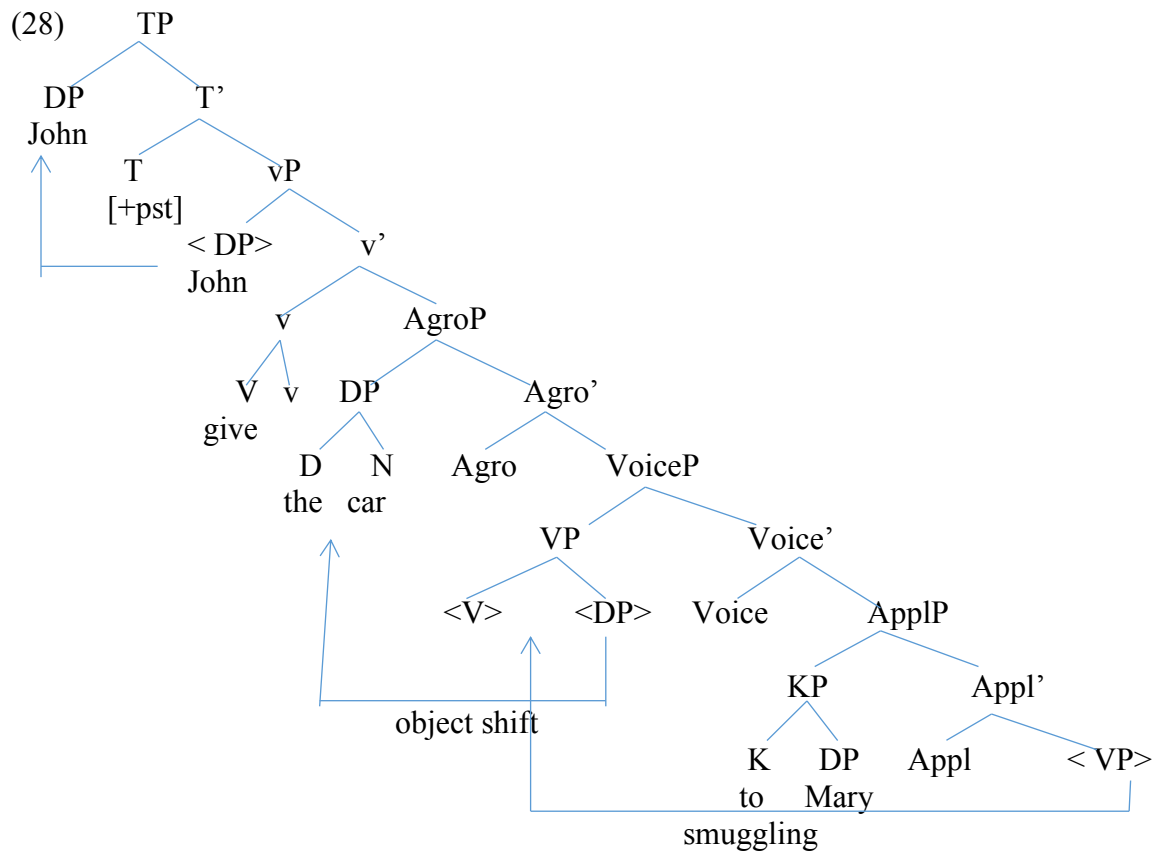 (28) TP
DP T’
John
T vP
[+pst]
< DP> v’
John
v AgroP
V v DP Agro’
give
D N Agro VoiceP
the car
VP Voice’
<V> <DP> Voice ApplP
KP Appl’
object shift
K DP Appl < VP>
to Mary
smuggling